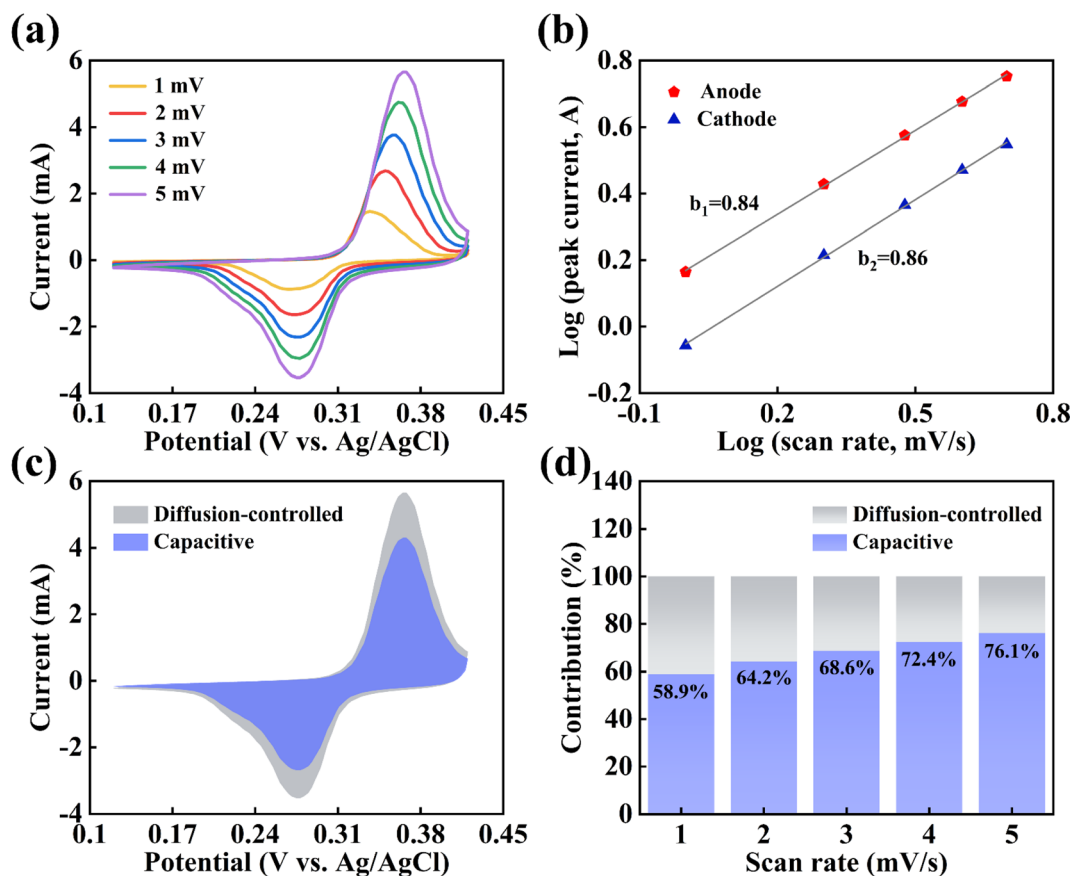 (a)
6
4
2
0
-2
-4
Current (mA)
1 mV
2 mV
3 mV
4 mV
5 mV
0.1 0.17 0.24 0.31 0.38 0.45
Potential (V vs. Ag/AgCl)
(b)
0.8
0.6
0.4
0.2
0.0
-0.2
Log (peak current, A)
Anode
Cathode
b1=0.84
b2=0.86
-0.1 0.2 0.5 0.8
Log (scan rate, mV/s)
(c)
6
4
2
0
-2
-4
Current (mA)
Diffusion-controlled
Capacitive
0.1 0.17 0.24 0.31 0.38 0.45
Potential (V vs. Ag/AgCl)
(d)
140
120
100
80
60
40
20
0
Contribution (%)
Diffusion-controlled
Capacitive
58.9% 64.2% 68.6% 72.4% 76.1%
1 2 3 4 5
Scan rate (mV/s)